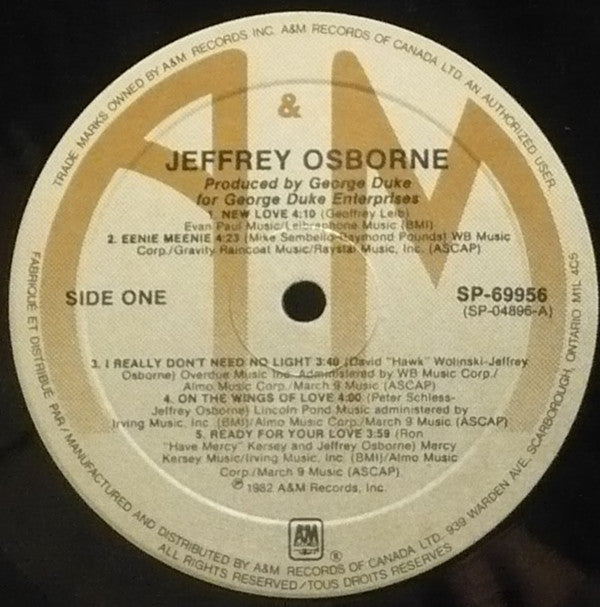 TRADE MARKS OWNED BY A&M RECORDS INC. A&M RECORDS OF CANADA LTD AN AUTHORIZED USER
&
JEFFREY OSBORNE
Produced by George Duke
for George Duke Enterprises
1. NEW LOVE 4:10 (Geoffrey Leib)
Evan Paul Music/Leibraphone Music (BMI)
2. EENIE MEENIE 4:23 (Mike Sembello-Raymond Pounds) WB Music
Corp./Gravity Raincoat Music/Raystar Music, Inc. (ASCAP)
SIDE ONE
SP-69956
(SP-04896-A)
3. I REALLY DON'T NEED NO LIGHT 3:40 (David "Hawk" Wolinski-Jeffrey
Osborne) Overdue Music Inc. Administered by WB Music Corp./
Almo Music Corp./March 9 Music (ASCAP)
4. ON THE WINGS OF LOVE 4:00 (Peter Schless-
Jeffrey Osborne) Lincoln Pond Music administered by
Irving Music, Inc. (BMI)/Almo Music Corp./March 9 Music (ASCAP)
5. READY FOR YOUR LOVE 3:59 (Ron
"Have Mercy" Kersey and Jeffrey Osborne) Mercy
Kersey Music/Irving Music, Inc. (BMI)/Almo Music
Corp./March 9 Music (ASCAP)
℗1982 A&M Records, Inc.
A&M ®
FABRIQUÉ ET DISTRIBUÉ PAR/MANUFACTURED AND DISTRIBUTED BY A&M RECORDS OF CANADA LTD. 939 WARDEN AVE, SCARBOROUGH, ONTARIO M1L 4C5
ALL RIGHTS RESERVED/TOUS DROITS RESERVÉS